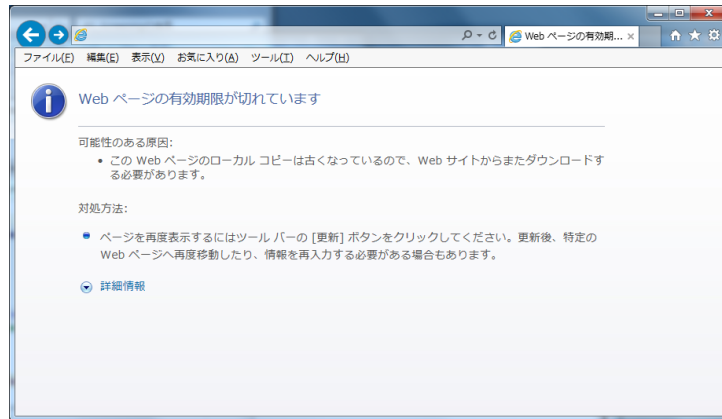 Web ページの有効期...
ファイル(F) 編集(E) 表示(V) お気に入り(A) ツール(T) ヘルプ(H)
Web ページの有効期限が切れています
可能性のある原因:
• この Web ページのローカル コピーは古くなっているので、Web サイトからまたダウンロードす
る必要があります。
対処方法:
ページを再度表示するにはツール バーの [更新] ボタンをクリックしてください。更新後、特定の
Web ページへ再度移動したり、情報を再入力する必要がある場合もあります。
詳細情報